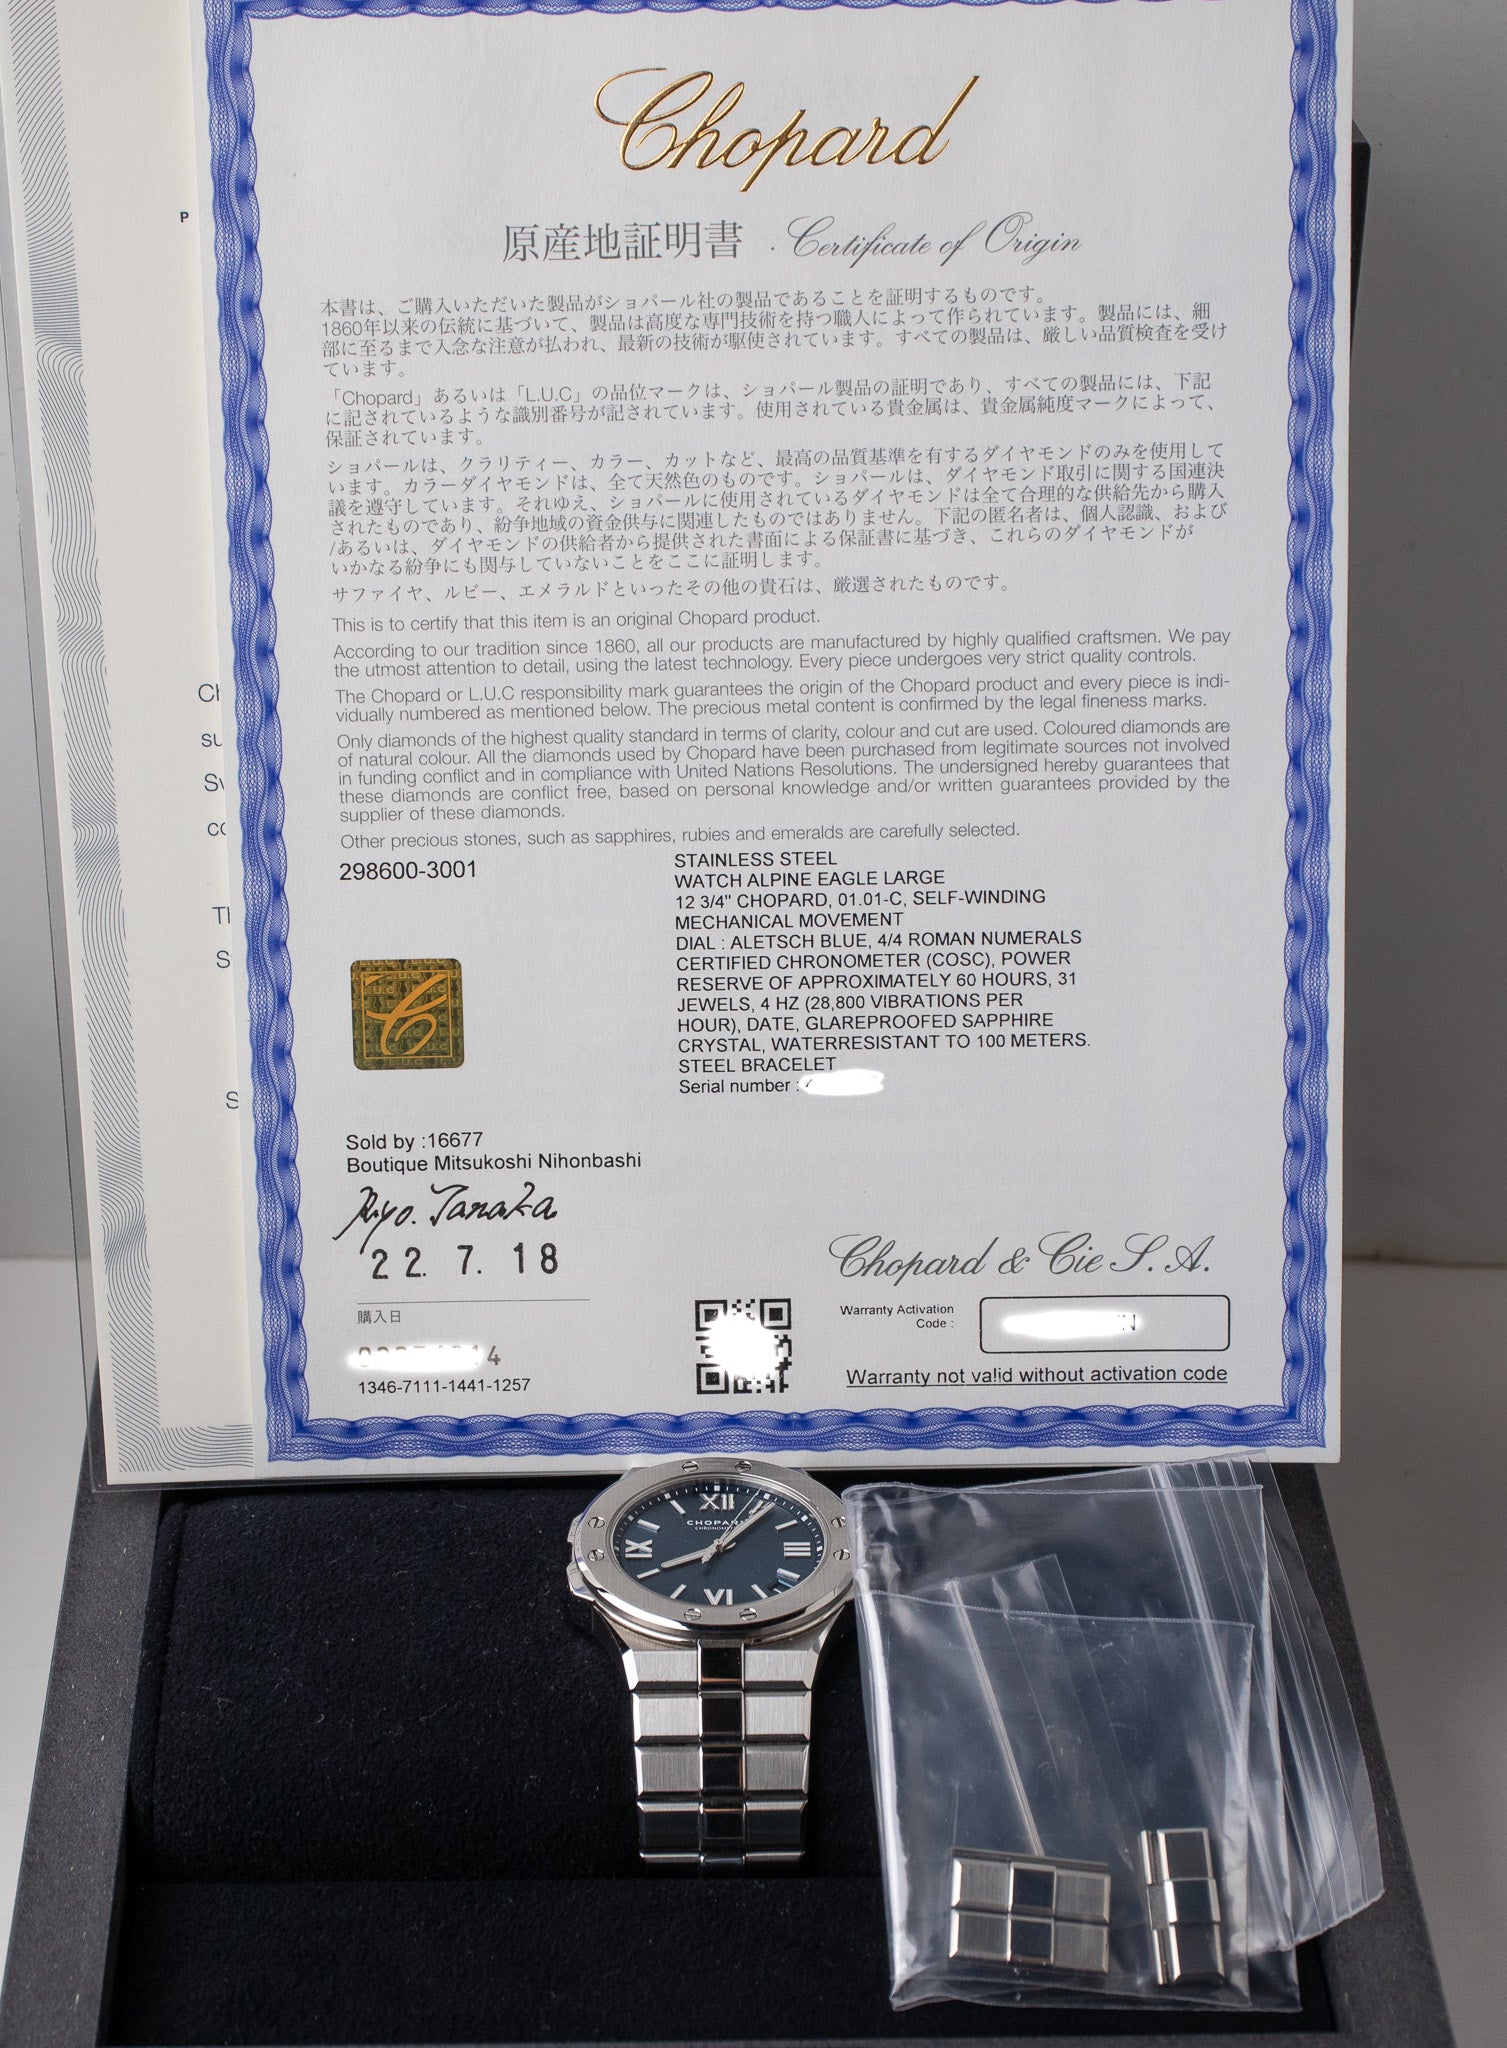 Chopard
原産地証明書 . Certificate of Origin
本書は、ご購入いただいた製品がショパール社の製品であることを証明するものです。
1860年以来の伝統に基づいて、製品は高度な専門技術を持つ職人によって作られています。製品には、細
部に至るまで入念な注意が払われ、最新の技術が駆使されています。すべての製品は、厳しい品質検査を受け
ています。
「Chopard」あるいは「L.U.C」の品位マークは、ショパール製品の証明であり、すべての製品には、下記
に記されているような識別番号が記されています。使用されている貴金属は、貴金属純度マークによって、
保証されています。
ショパールは、クラリティー、カラー、カットなど、最高の品質基準を有するダイヤモンドのみを使用して
います。カラーダイヤモンドは、全て天然色のものです。ショパールは、ダイヤモンド取引に関する国連決
議を遵守しています。それゆえ、ショパールに使用されているダイヤモンドは全て合理的な供給先から購入
されたものであり、紛争地域の資金供与に関連したものではありません。下記の匿名者は、個人認識、および
/あるいは、ダイヤモンドの供給者から提供された書面による保証書に基づき、これらのダイヤモンドが
いかなる紛争にも関与していないことをここに証明します。
サファイヤ、ルビー、エメラルドといったその他の貴石は、厳選されたものです。
This is to certify that this item is an original Chopard product.
According to our tradition since 1860, all our products are manufactured by highly qualified craftsmen. We pay
the utmost attention to detail, using the latest technology. Every piece undergoes very strict quality controls.
The Chopard or L.U.C responsibility mark guarantees the origin of the Chopard product and every piece is indi-
vidually numbered as mentioned below. The precious metal content is confirmed by the legal fineness marks.
Only diamonds of the highest quality standard in terms of clarity, colour and cut are used. Coloured diamonds are
of natural colour. All the diamonds used by Chopard have been purchased from legitimate sources not involved
in funding conflict and in compliance with United Nations Resolutions. The undersigned hereby guarantees that
these diamonds are conflict free, based on personal knowledge and/or written guarantees provided by the
supplier of these diamonds.
Other precious stones, such as sapphires, rubies and emeralds are carefully selected.
298600-3001
STAINLESS STEEL
WATCH ALPINE EAGLE LARGE
12 3/4" CHOPARD, 01.01-C, SELF-WINDING
MECHANICAL MOVEMENT
DIAL : ALETSCH BLUE, 4/4 ROMAN NUMERALS
CERTIFIED CHRONOMETER (COSC), POWER
RESERVE OF APPROXIMATELY 60 HOURS, 31
JEWELS, 4 HZ (28,800 VIBRATIONS PER
HOUR), DATE, GLAREPROOFED SAPPHIRE
CRYSTAL, WATERRESISTANT TO 100 METERS.
STEEL BRACELET
Serial number :
Sold by :16677
Boutique Mitsukoshi Nihonbashi
Riyo. Tanaka
22. 7. 18
購入日
1346-7111-1441-1257
Chopard & Cie S.A.
Warranty Activation
Code :
N
Warranty not valid without activation code
P
XII
CHOPARD
IX
III
VI